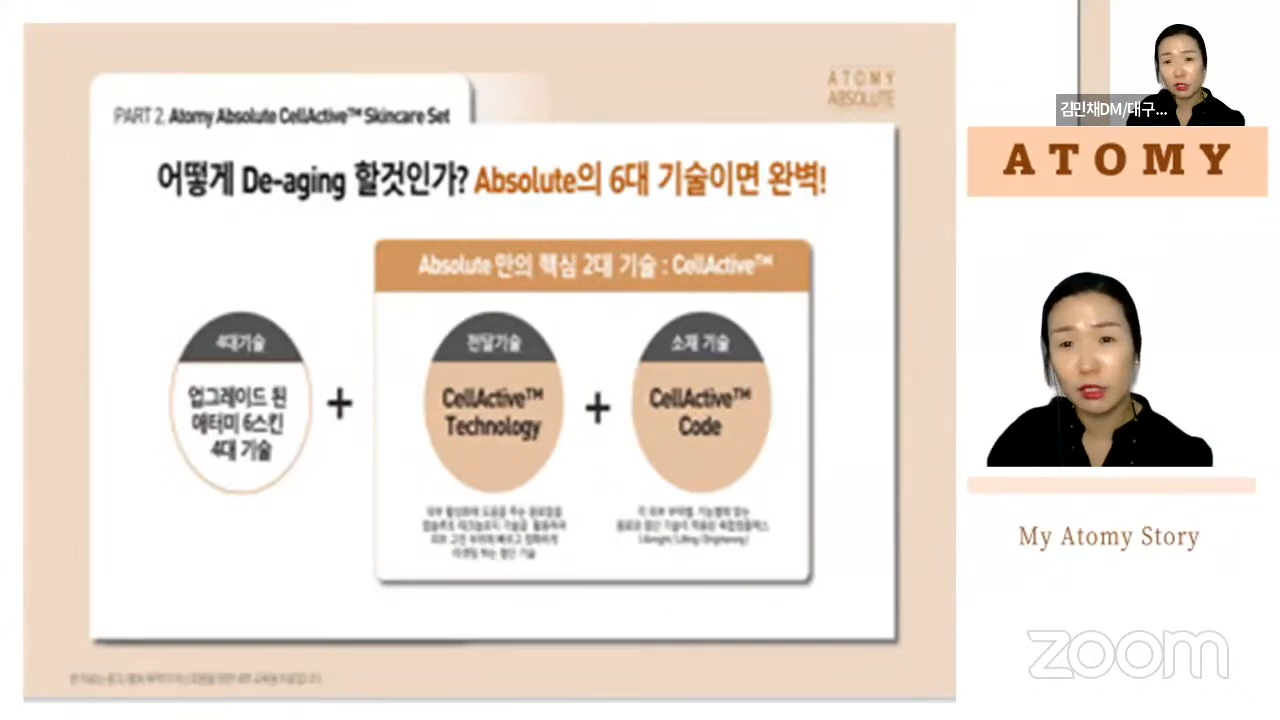 ATOMY
ABSOLUTE
PART 2. Atomy Absolute CellActive™ Skincare Set
어떻게 De-aging 할것인가? Absolute의 6대 기술이면 완벽!
Absolute 만의 핵심 2대 기술 : CellActive™
4대기술
업그레이드 된
애터미 6스킨
4대 기술
+
전달기술
CellActive™
Technology
+
소재 기술
CellActive™
Code
김민채DM/대구...
ATOMY
My Atomy Story
zoom